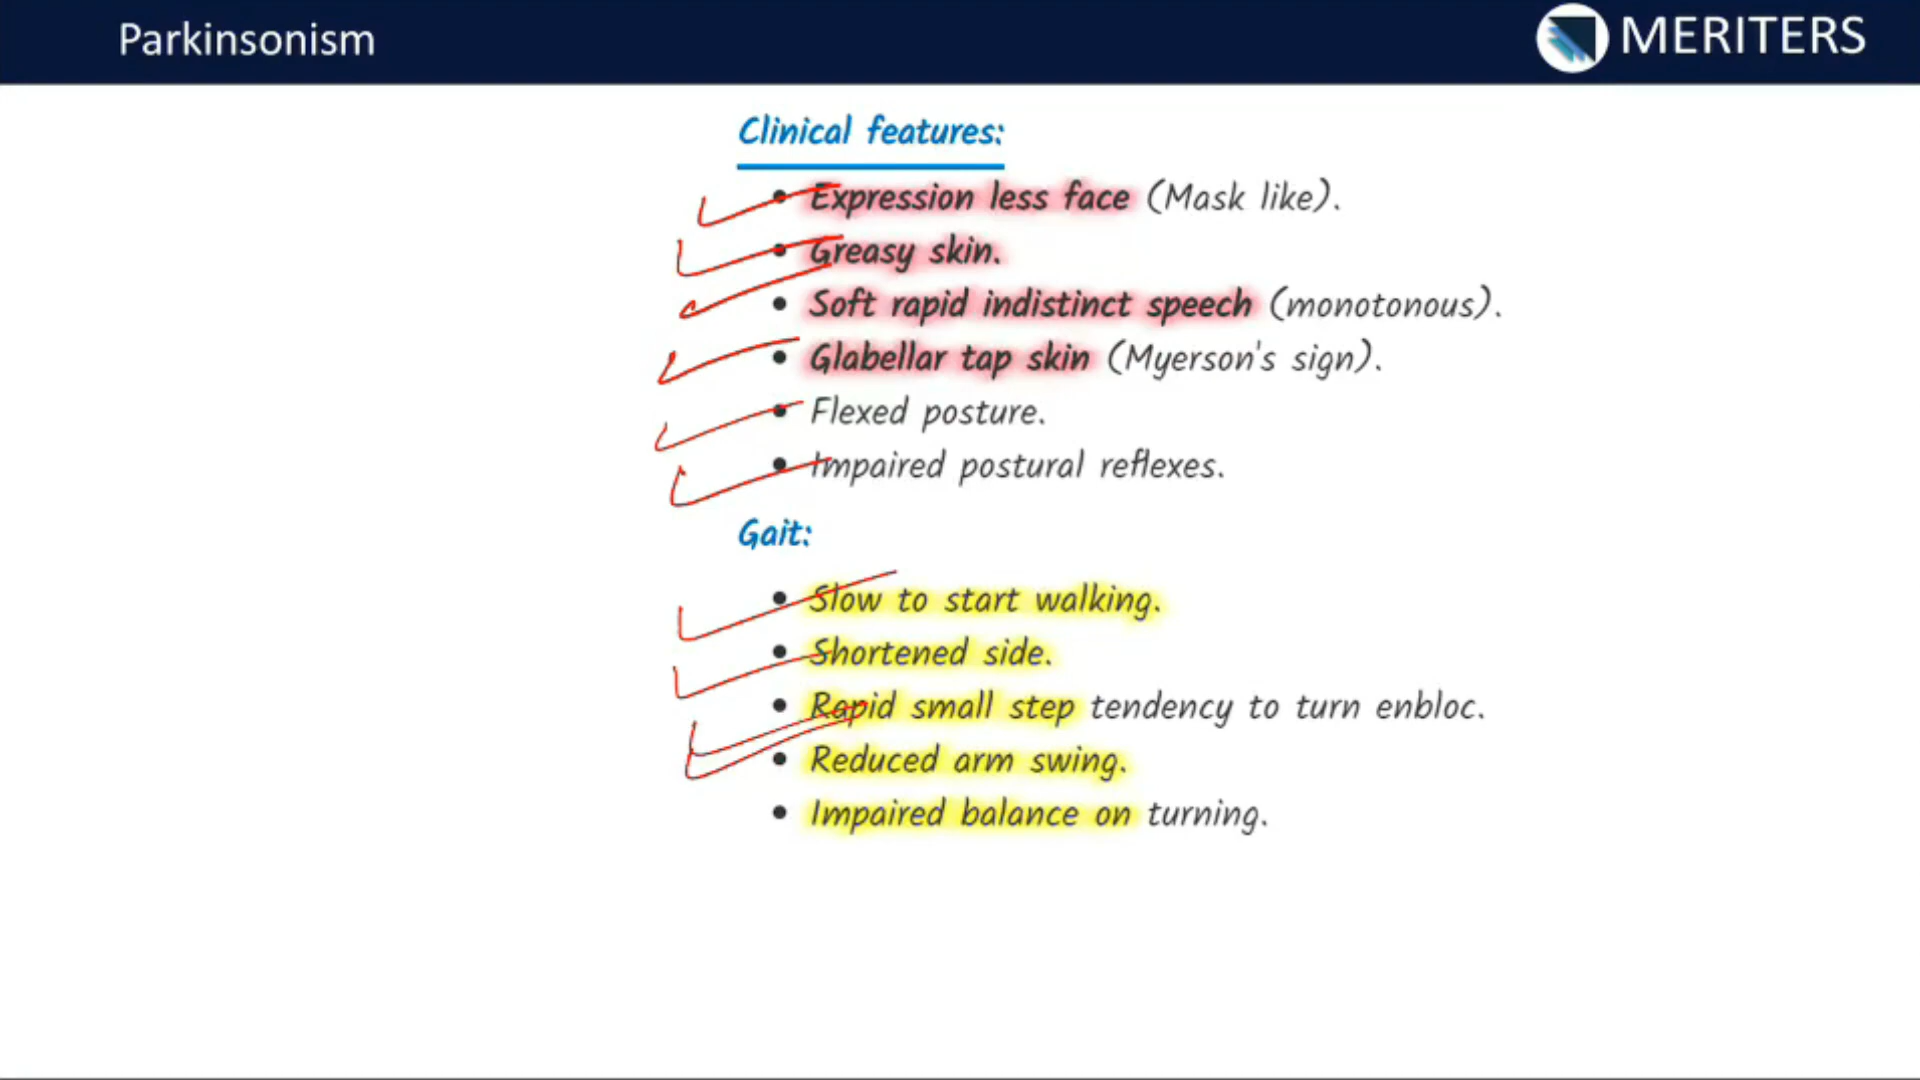 Parkinsonism
MERITERS
Clinical features:
• Expression less face (Mask like).
• Greasy skin.
• Soft rapid indistinct speech (monotonous).
• Glabellar tap skin (Myerson's sign).
• Flexed posture.
• Impaired postural reflexes.
Gait:
• Slow to start walking.
• Shortened side.
• Rapid small step tendency to turn enbloc.
• Reduced arm swing.
• Impaired balance on turning.